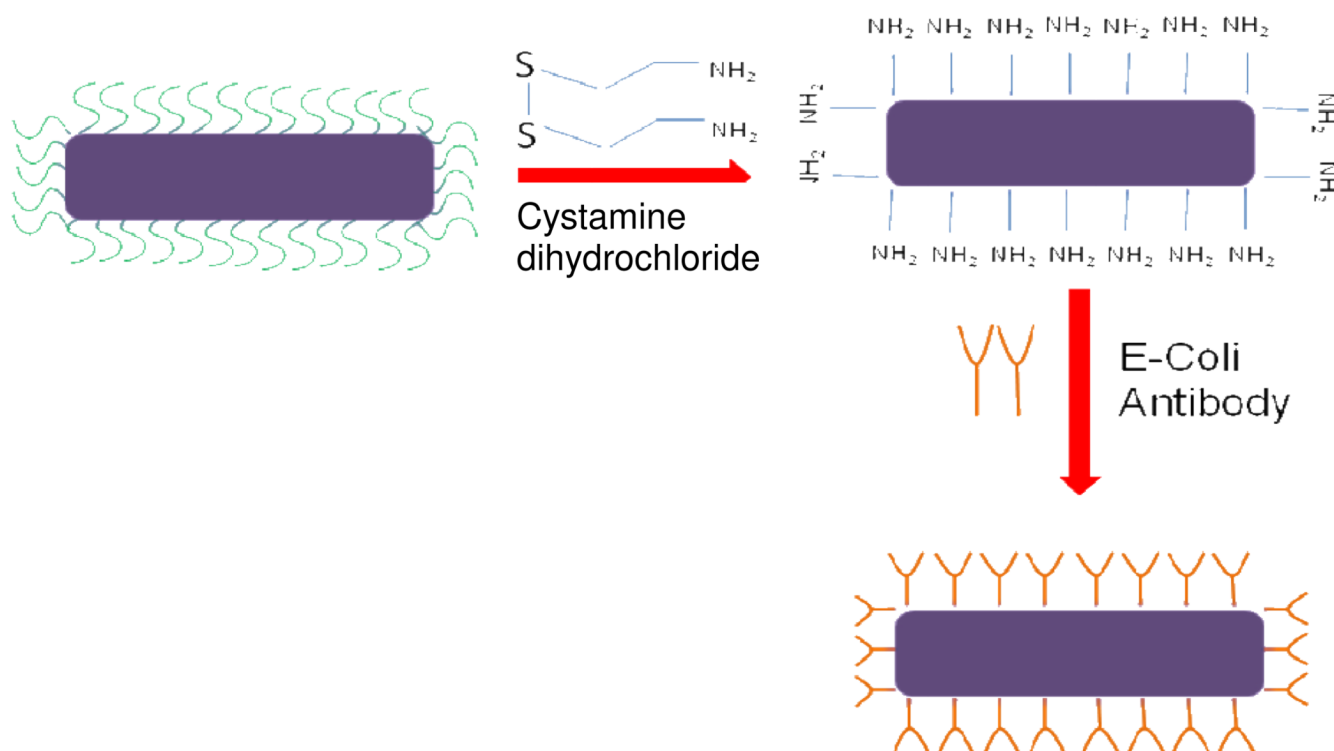 NH₂ NH₂ NH₂ NH₂ NH₂ NH₂ NH₂
S NH₂
S NH₂
NH₂ NH₂
NH₂ NH₂
Cystamine
dihydrochloride
NH₂ NH₂ NH₂ NH₂ NH₂ NH₂ NH₂
E-Coli
Antibody